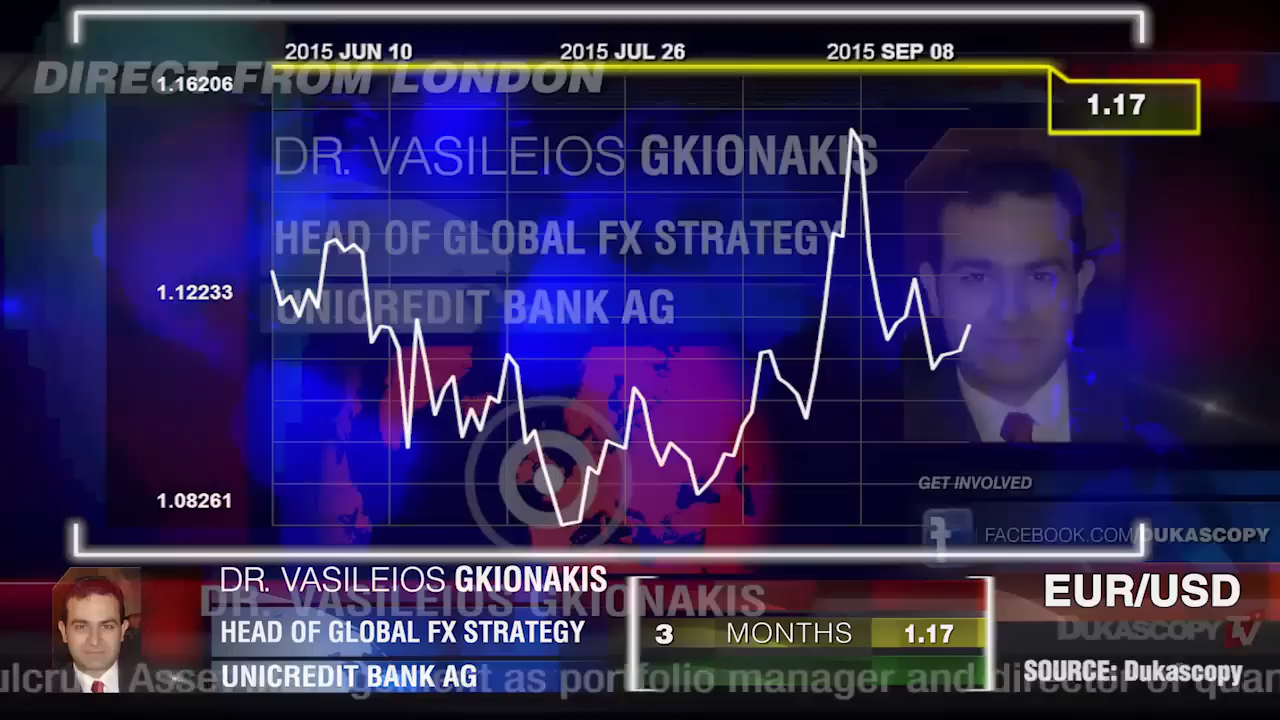 2015 JUN 10
2015 JUL 26
2015 SEP 08
DIRECT FROM LONDON
1.16206
1.17
DR. VASILEIOS GKIONAKIS
HEAD OF GLOBAL FX STRATEGY
1.12233
UNICREDIT BANK AG
1.08261
GET INVOLVED
FACEBOOK.COM/DUKASCOPY
DR. VASILEIOS GKIONAKIS
DR. VASILEIOS GKIONAKIS
HEAD OF GLOBAL FX STRATEGY
UNICREDIT BANK AG
3 MONTHS 1.17
EUR/USD
DUKASCOPY TV
SOURCE: Dukascopy
as portfolio manager and director of